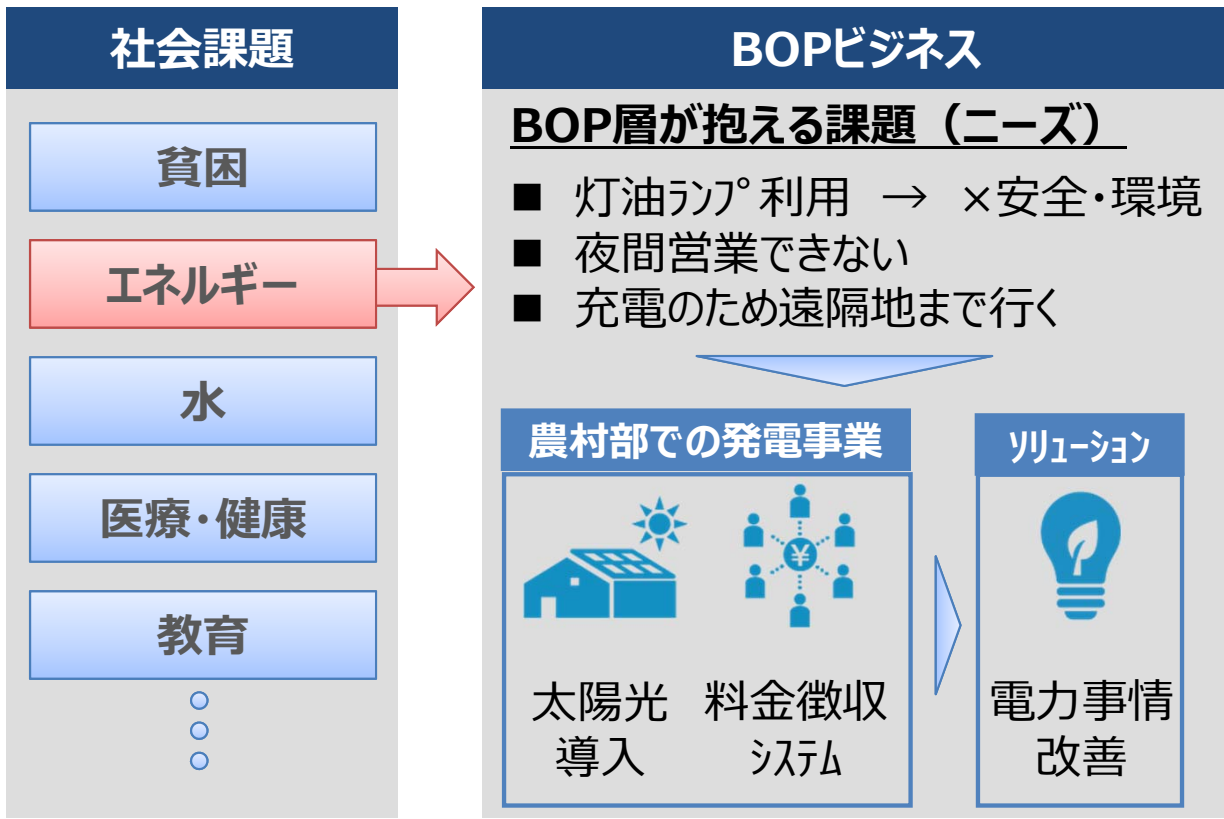 社会課題
貧困
エネルギー
水
医療・健康
教育
BOPビジネス
BOP層が抱える課題（ニーズ）
■ 灯油ﾗﾝﾌﾟ利用 → ×安全・環境
■ 夜間営業できない
■ 充電のため遠隔地まで行く
農村部での発電事業
¥
太陽光
導入
料金徴収
ｼｽﾃﾑ
ｿﾘｭｰｼｮﾝ
電力事情
改善